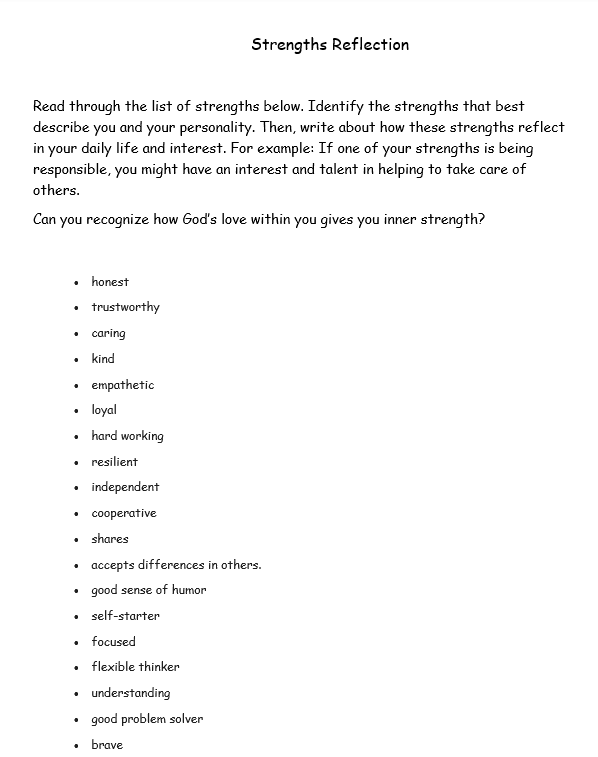 Strengths Reflection
Read through the list of strengths below. Identify the strengths that best
describe you and your personality. Then, write about how these strengths reflect
in your daily life and interest. For example: If one of your strengths is being
responsible, you might have an interest and talent in helping to take care of
others.
Can you recognize how God's love within you gives you inner strength?
• honest
• trustworthy
• caring
• kind
• empathetic
• loyal
• hard working
• resilient
• independent
• cooperative
• shares
• accepts differences in others.
• good sense of humor
• self-starter
• focused
• flexible thinker
• understanding
• good problem solver
• brave